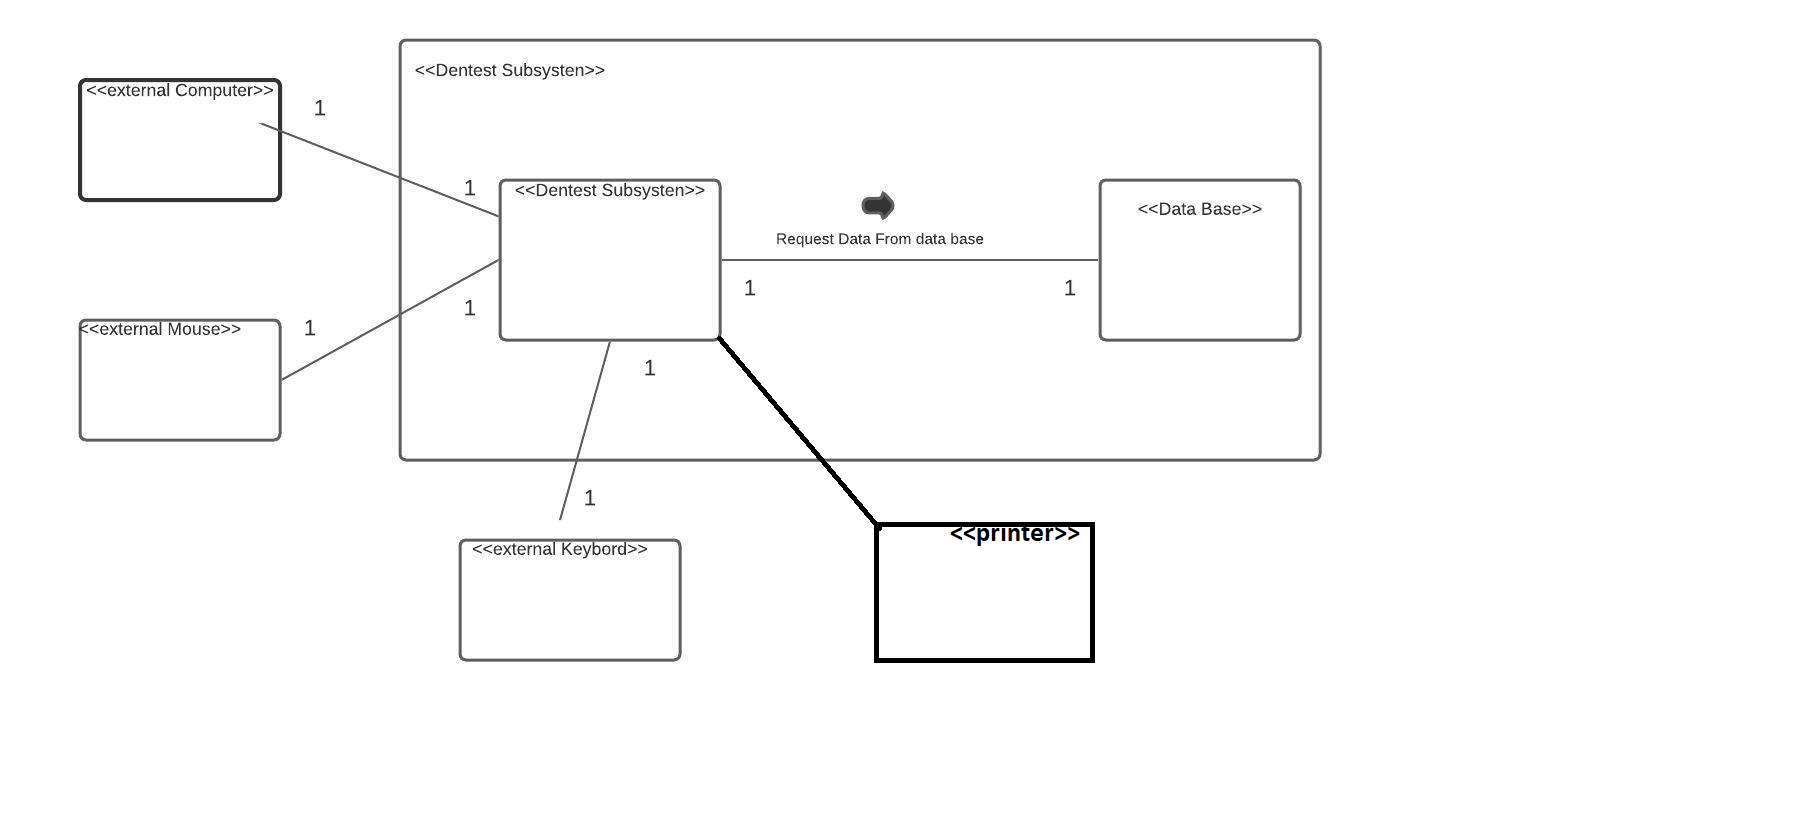 <<Dentest Subsysten>>
<<external Computer>>
1
1
<<Dentest Subsysten>>
<<Data Base>>
Request Data From data base
1
1
1
1
<<external Mouse>>
1
1
<<external Keybord>>
<<printer>>